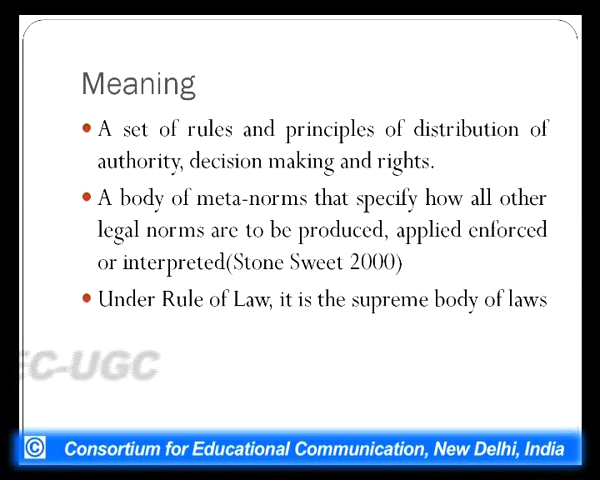 Meaning
• A set of rules and principles of distribution of
authority, decision making and rights.
• A body of meta-norms that specify how all other
legal norms are to be produced, applied enforced
or interpreted(Stone Sweet 2000)
• Under Rule of Law, it is the supreme body of laws
EC-UGC
© Consortium for Educational Communication, New Delhi, India